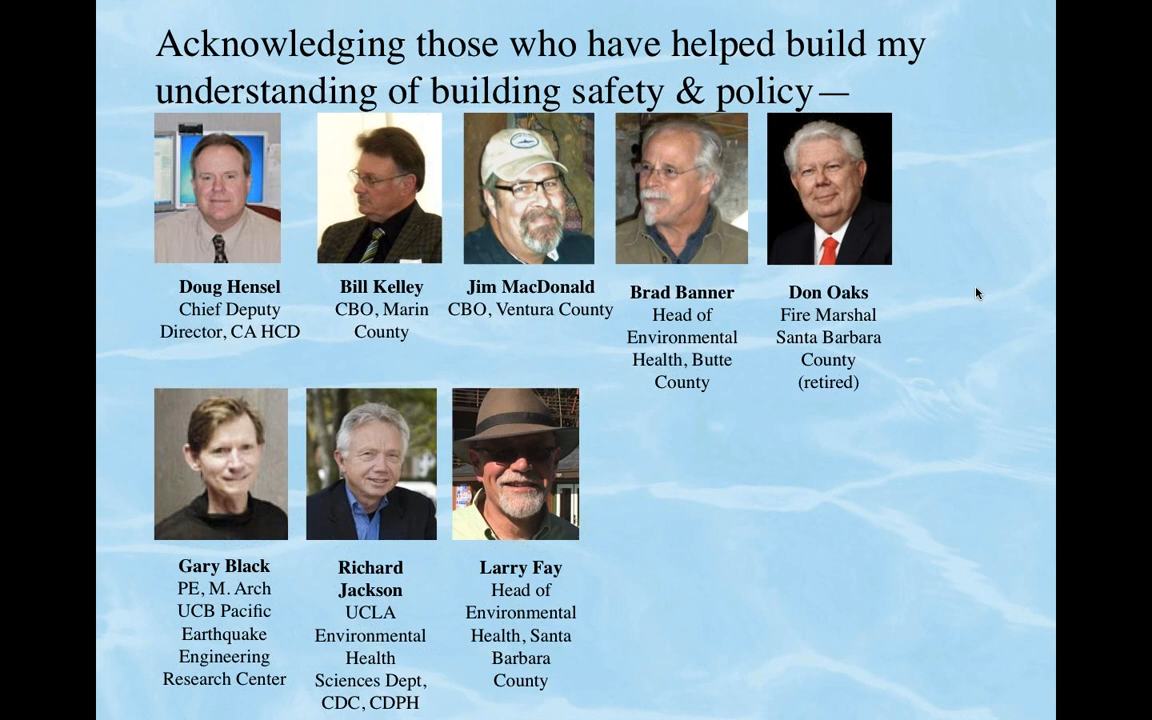 Acknowledging those who have helped build my
understanding of building safety & policy—
Doug Hensel
Chief Deputy
Director, CA HCD
Bill Kelley
CBO, Marin
County
Jim MacDonald
CBO, Ventura County
Brad Banner
Head of
Environmental
Health, Butte
County
Don Oaks
Fire Marshal
Santa Barbara
County
(retired)
Gary Black
PE, M. Arch
UCB Pacific
Earthquake
Engineering
Research Center
Richard
Jackson
UCLA
Environmental
Health
Sciences Dept,
CDC, CDPH
Larry Fay
Head of
Environmental
Health, Santa
Barbara
County